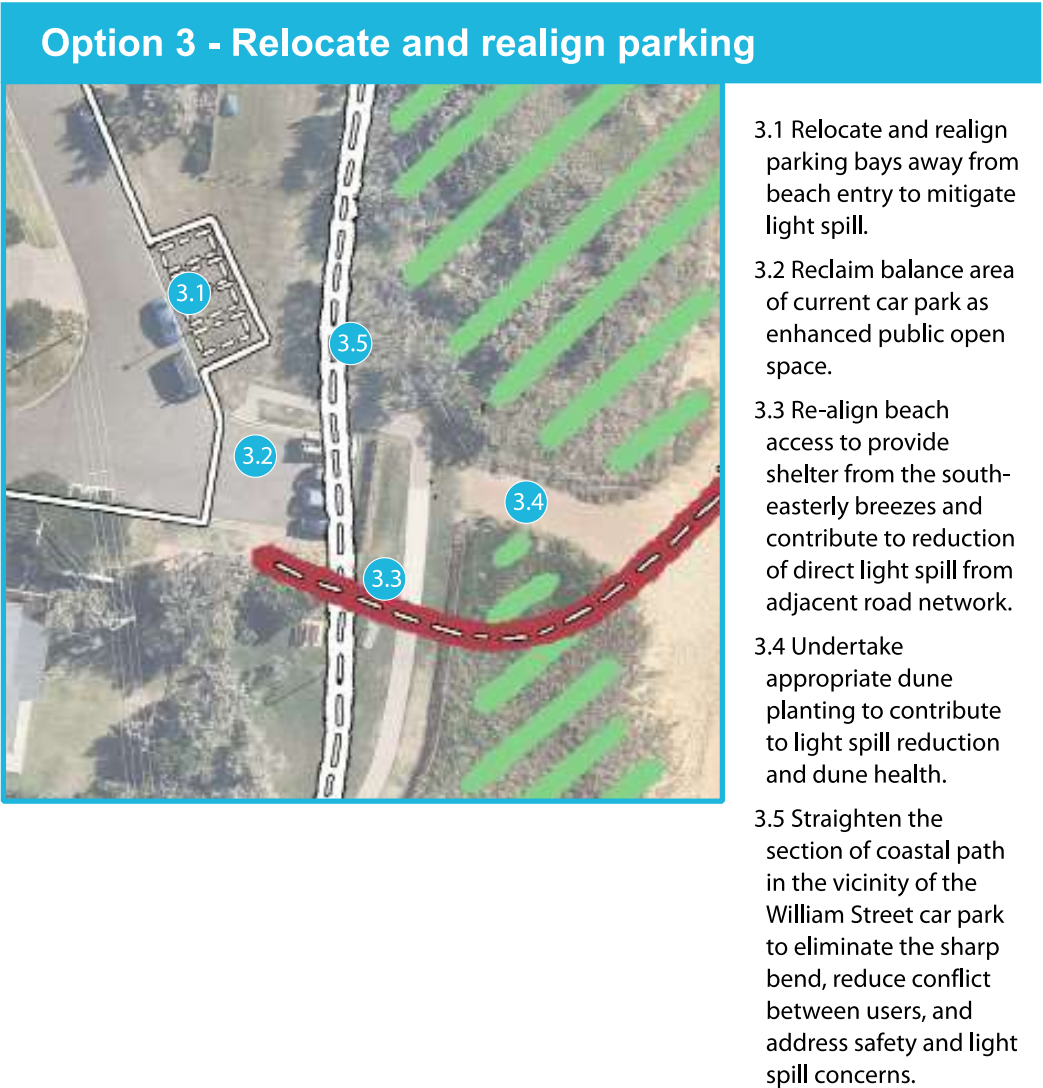 Option 3 - Relocate and realign parking
3.1
3.5
3.2
3.4
3.3
3.1 Relocate and realign
parking bays away from
beach entry to mitigate
light spill.
3.2 Reclaim balance area
of current car park as
enhanced public open
space.
3.3 Re-align beach
access to provide
shelter from the south-
easterly breezes and
contribute to reduction
of direct light spill from
adjacent road network.
3.4 Undertake
appropriate dune
planting to contribute
to light spill reduction
and dune health.
3.5 Straighten the
section of coastal path
in the vicinity of the
William Street car park
to eliminate the sharp
bend, reduce conflict
between users, and
address safety and light
spill concerns.